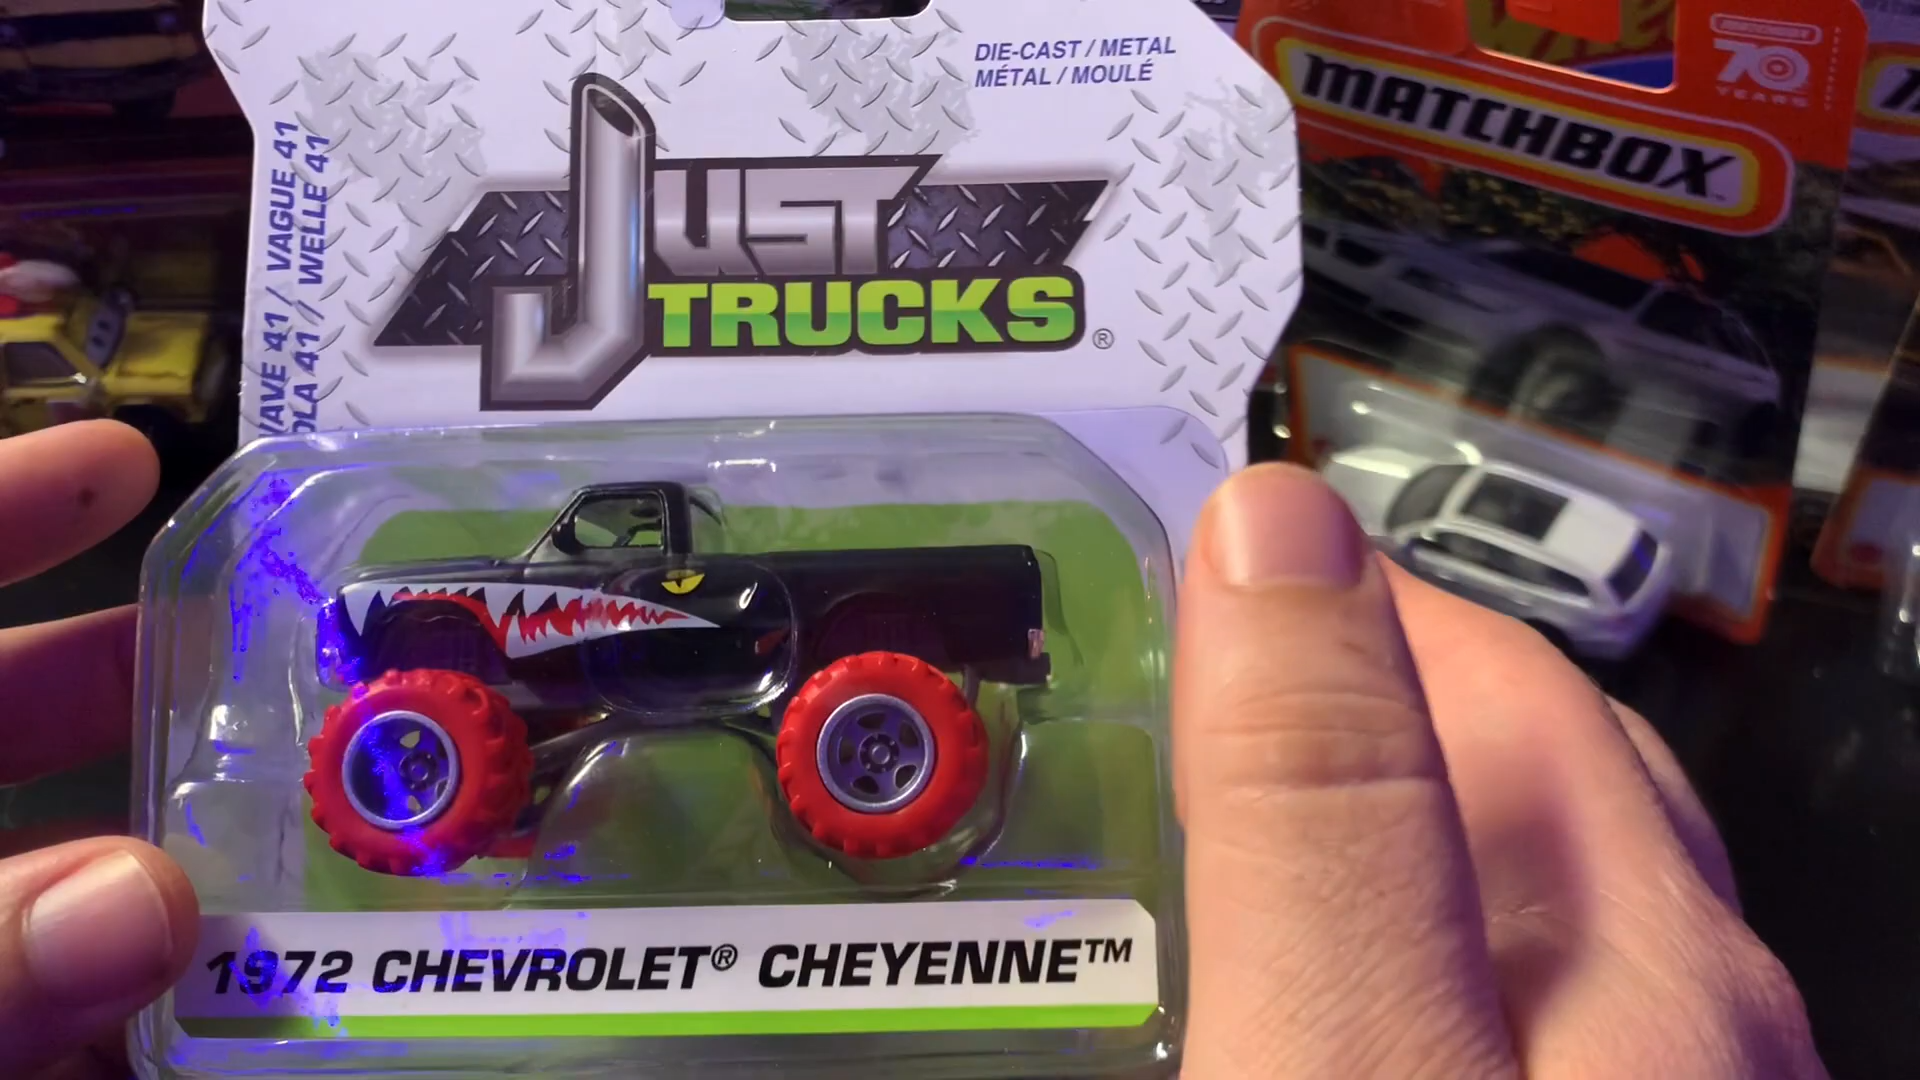 DIE-CAST / METAL
MÉTAL / MOULÉ
JUST
TRUCKS®
WAVE 41 / VAGUE 41
OLA 41 / WELLE 41
1972 CHEVROLET® CHEYENNE™
MATCHBOX™
MATCHBOX
70
YEARS